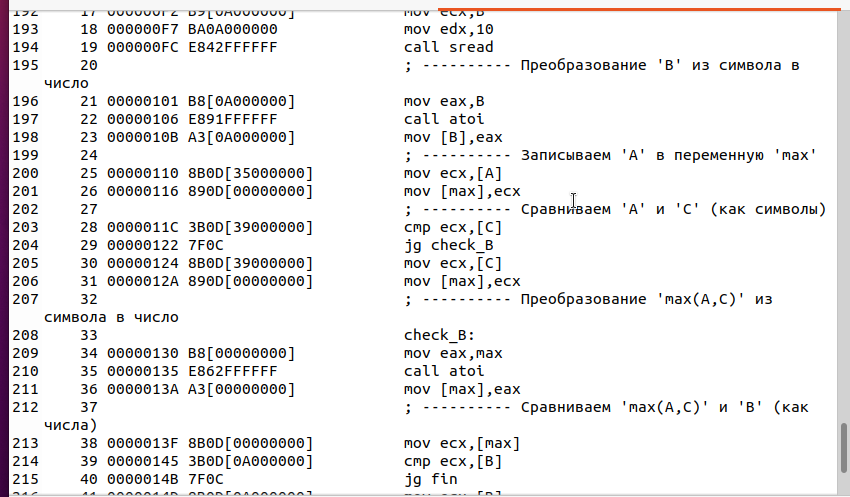 192 17 000000F2 B9[0A000000] mov ecx,B
193 18 000000F7 BA0A000000 mov edx,10
194 19 000000FC E842FFFFFF call sread
195 20 ; ---------- Преобразование 'B' из символа в
число
196 21 00000101 B8[0A000000] mov eax,B
197 22 00000106 E891FFFFFF call atoi
198 23 0000010B A3[0A000000] mov [B],eax
199 24 ; ---------- Записываем 'A' в переменную 'max'
200 25 00000110 8B0D[35000000] mov ecx,[A]
201 26 00000116 890D[00000000] mov [max],ecx
202 27 ; ---------- Сравниваем 'A' и 'C' (как символы)
203 28 0000011C 3B0D[39000000] cmp ecx,[C]
204 29 00000122 7F0C jg check_B
205 30 00000124 8B0D[39000000] mov ecx,[C]
206 31 0000012A 890D[00000000] mov [max],ecx
207 32 ; ---------- Преобразование 'max(A,C)' из
символа в число
208 33 check_B:
209 34 00000130 B8[00000000] mov eax,max
210 35 00000135 E862FFFFFF call atoi
211 36 0000013A A3[00000000] mov [max],eax
212 37 ; ---------- Сравниваем 'max(A,C)' и 'B' (как
числа)
213 38 0000013F 8B0D[00000000] mov ecx,[max]
214 39 00000145 3B0D[0A000000] cmp ecx,[B]
215 40 0000014B 7F0C jg fin
216 41 0000014D 8B0D[0A000000] mov ecx,[B]